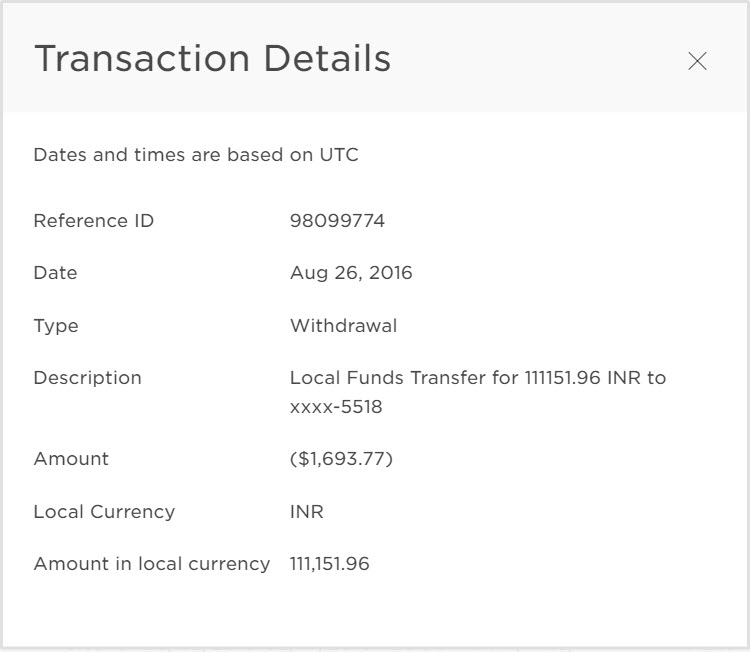 Transaction Details
Dates and times are based on UTC
Reference ID 98099774
Date Aug 26, 2016
Type Withdrawal
Description Local Funds Transfer for 111151.96 INR to
xxxx-5518
Amount ($1,693.77)
Local Currency INR
Amount in local currency 111,151.96